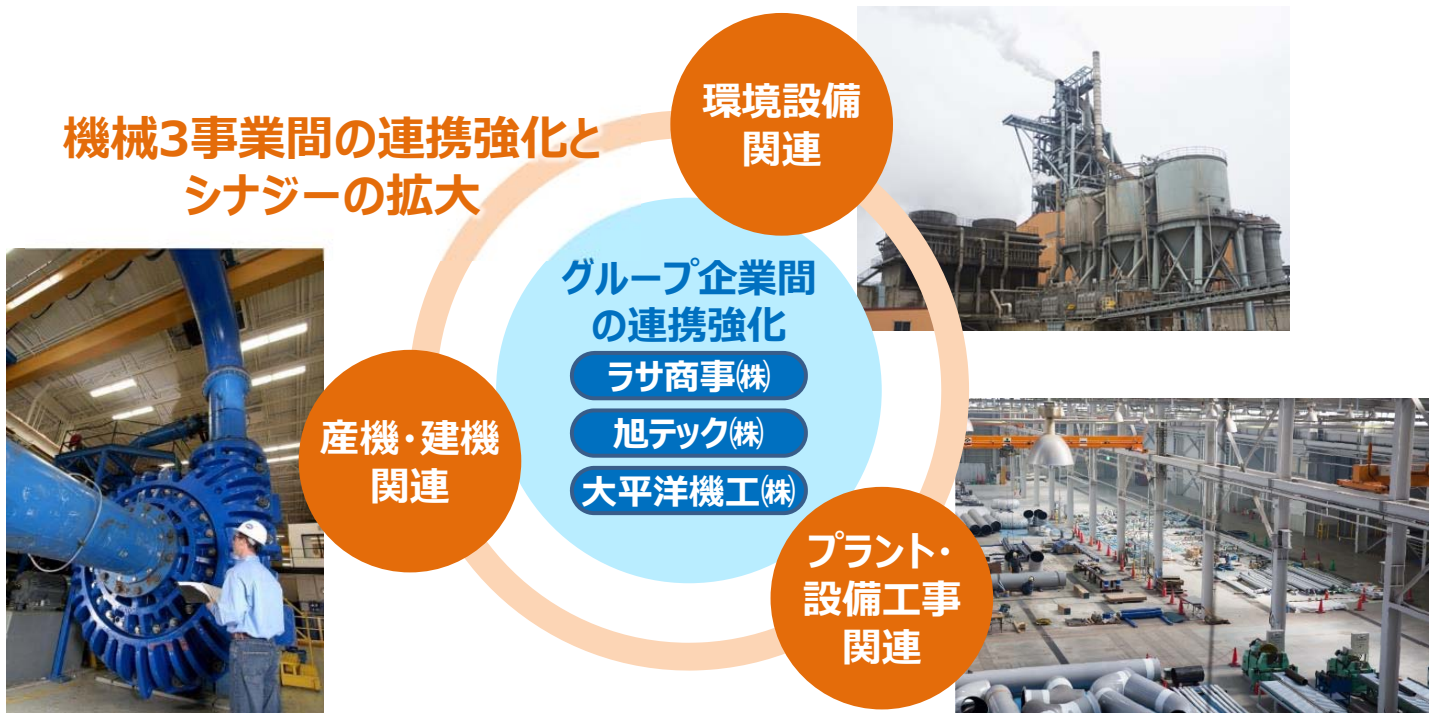 機械3事業間の連携強化と
シナジーの拡大
環境設備
関連
グループ企業間
の連携強化
ラサ商事㈱
旭テック㈱
大平洋機工㈱
産機・建機
関連
プラント・
設備工事
関連